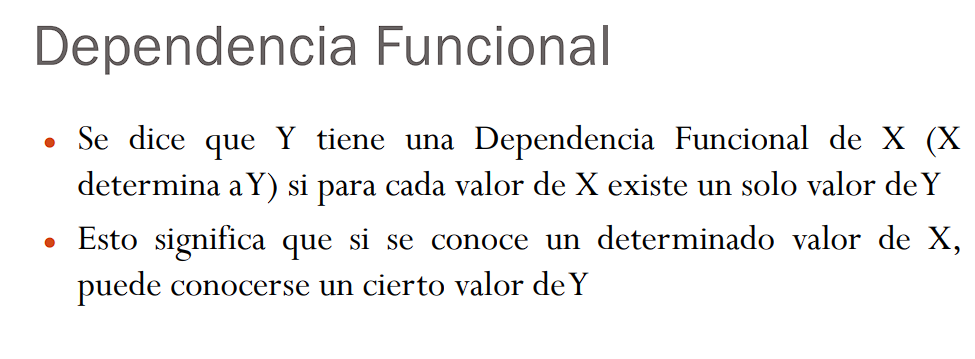 Dependencia Funcional
• Se dice que Y tiene una Dependencia Funcional de X (X
determina a Y) si para cada valor de X existe un solo valor de Y
• Esto significa que si se conoce un determinado valor de X,
puede conocerse un cierto valor de Y